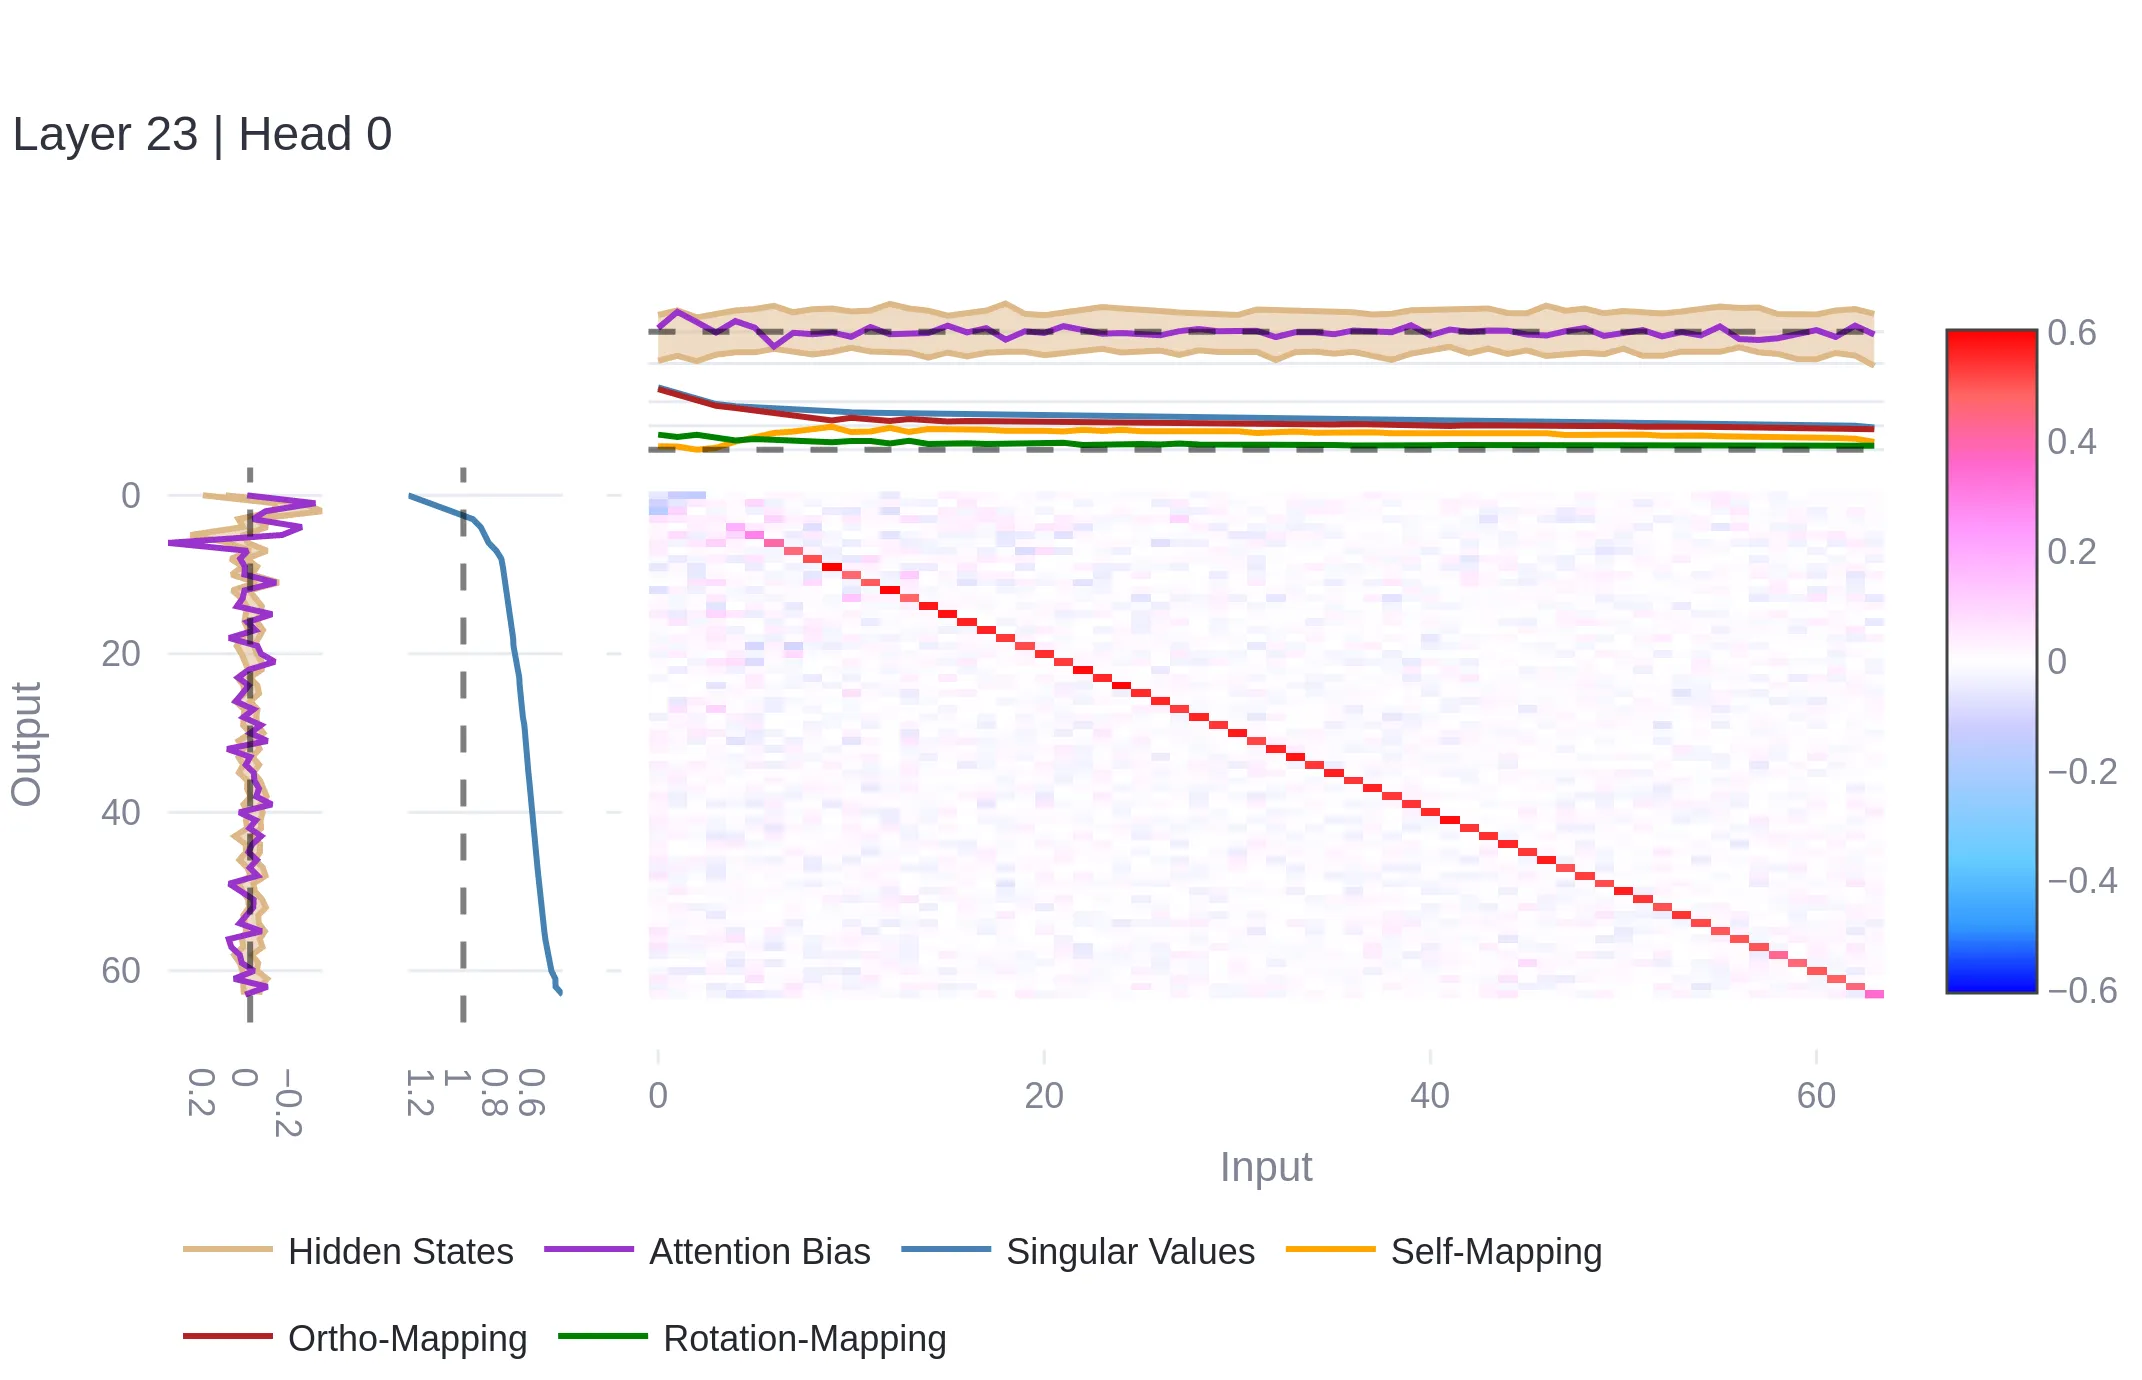 Layer 23 | Head 0
0
20
40
60
Output
0.2
0
−0.2
1.2
1
0.8
0.6
0
20
40
60
Input
0.6
0.4
0.2
0
−0.2
−0.4
−0.6
Hidden States
Attention Bias
Singular Values
Self-Mapping
Ortho-Mapping
Rotation-Mapping